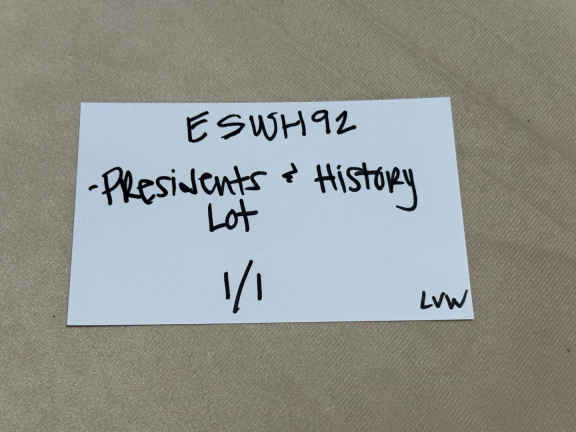 ESWH92
-Presidents & History
Lot
1/1
LVW